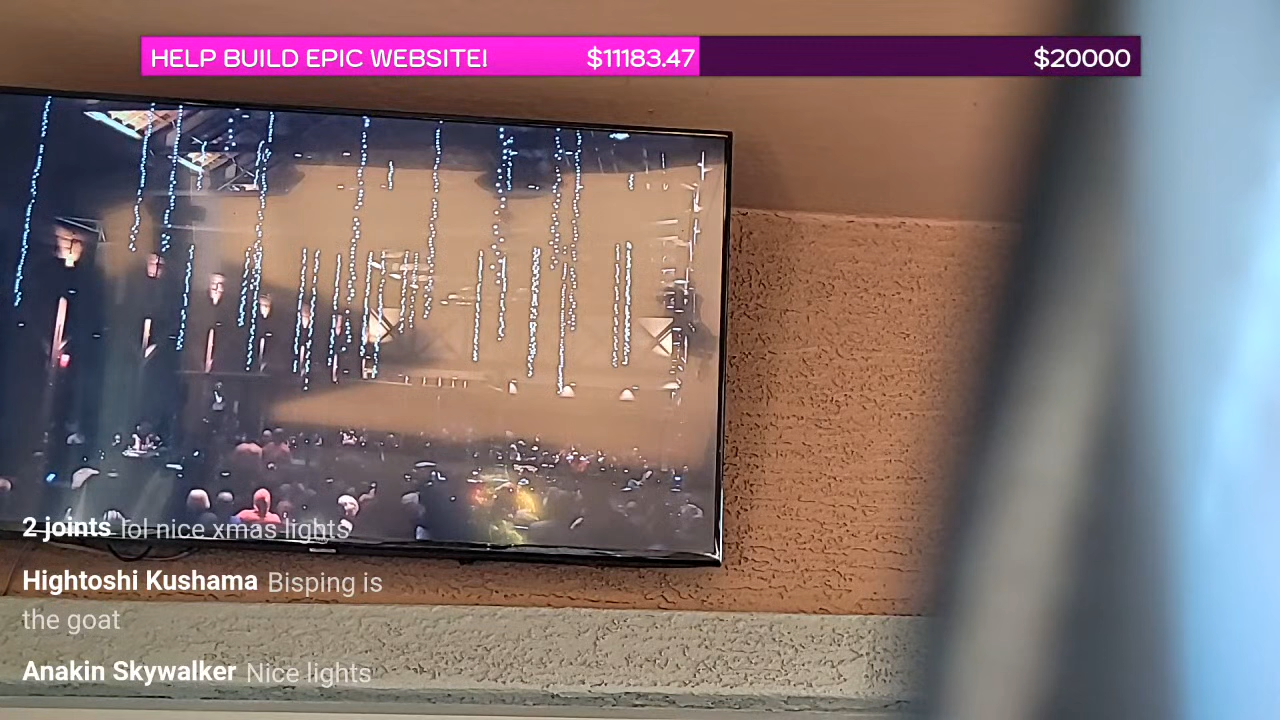 HELP BUILD EPIC WEBSITE! $11183.47 $20000
2 joints lol nice xmas lights
Hightoshi Kushama Bisping is
the goat
Anakin Skywalker Nice lights